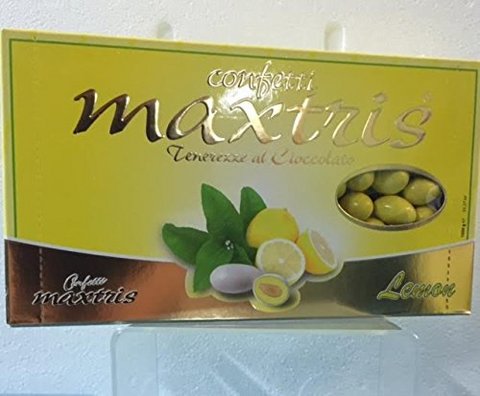 confetti
maxtris
Tenerezze al Cioccolato
Confetti
maxtris
Lemon